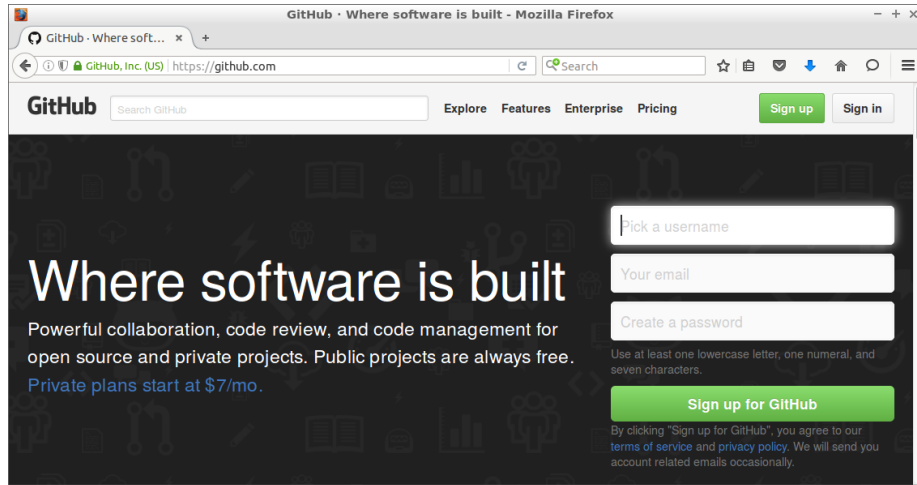 GitHub · Where software is built - Mozilla Firefox
GitHub · Where soft...
GitHub, Inc. (US) https://github.com
Search
GitHub Search GitHub Explore Features Enterprise Pricing Sign up Sign in
Where software is built
Powerful collaboration, code review, and code management for
open source and private projects. Public projects are always free.
Private plans start at $7/mo.
Pick a username
Your email
Create a password
Use at least one lowercase letter, one numeral, and
seven characters.
Sign up for GitHub
By clicking "Sign up for GitHub", you agree to our
terms of service and privacy policy. We will send you
account related emails occasionally.